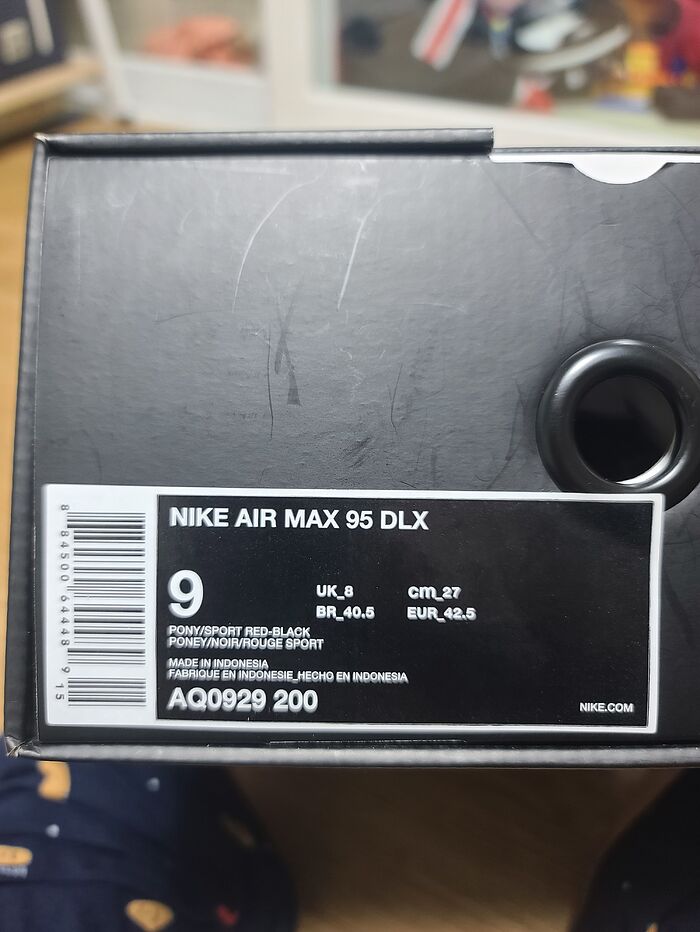 NIKE AIR MAX 95 DLX
9
UK_8 cm_27
BR_40.5 EUR_42.5
PONY/SPORT RED-BLACK
PONEY/NOIR/ROUGE SPORT
MADE IN INDONESIA
FABRIQUE EN INDONESIE_HECHO EN INDONESIA
AQ0929 200
NIKE.COM
8 84500 64448 9 15